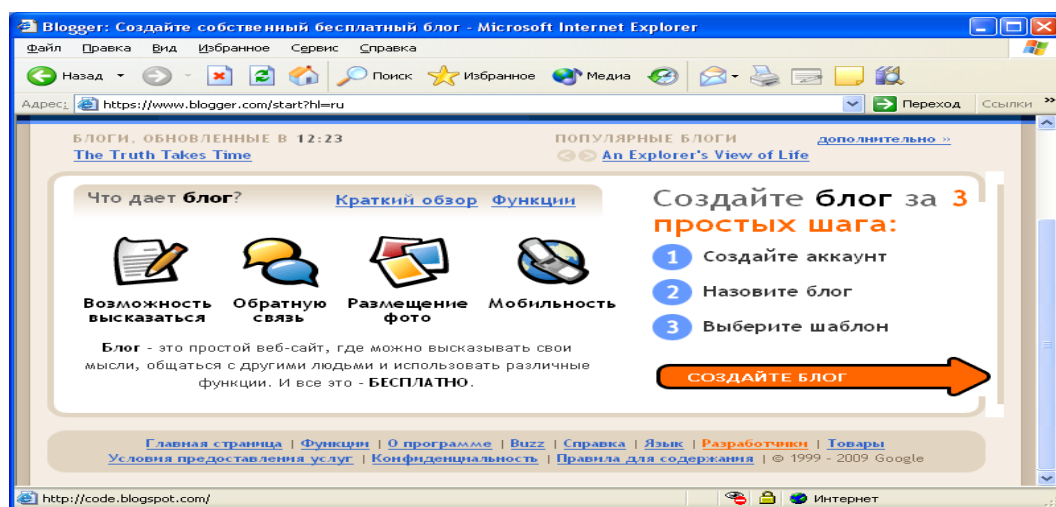 Blogger: Создайте собственный бесплатный блог - Microsoft Internet Explorer
Файл Правка Вид Избранное Сервис Справка
Назад Поиск Избранное Медиа
Адрес: https://www.blogger.com/start?hl=ru Переход Ссылки »
БЛОГИ, ОБНОВЛЕННЫЕ В 12:23 ПОПУЛЯРНЫЕ БЛОГИ дополнительно »
The Truth Takes Time An Explorer's View of Life
Что дает блог? Краткий обзор Функции
Создайте блог за 3
простых шага:
1 Создайте аккаунт
2 Назовите блог
3 Выберите шаблон
Возможность Обратную Размещение Мобильность
высказаться связь фото
Блог - это простой веб-сайт, где можно высказывать свои
мысли, общаться с другими людьми и использовать различные
функции. И все это - БЕСПЛАТНО.
СОЗДАЙТЕ БЛОГ
Главная страница | Функции | О программе | Buzz | Справка | Язык | Разработчики | Товары
Условия предоставления услуг | Конфиденциальность | Правила для содержания | © 1999 - 2009 Google
http://code.blogspot.com/ Интернет